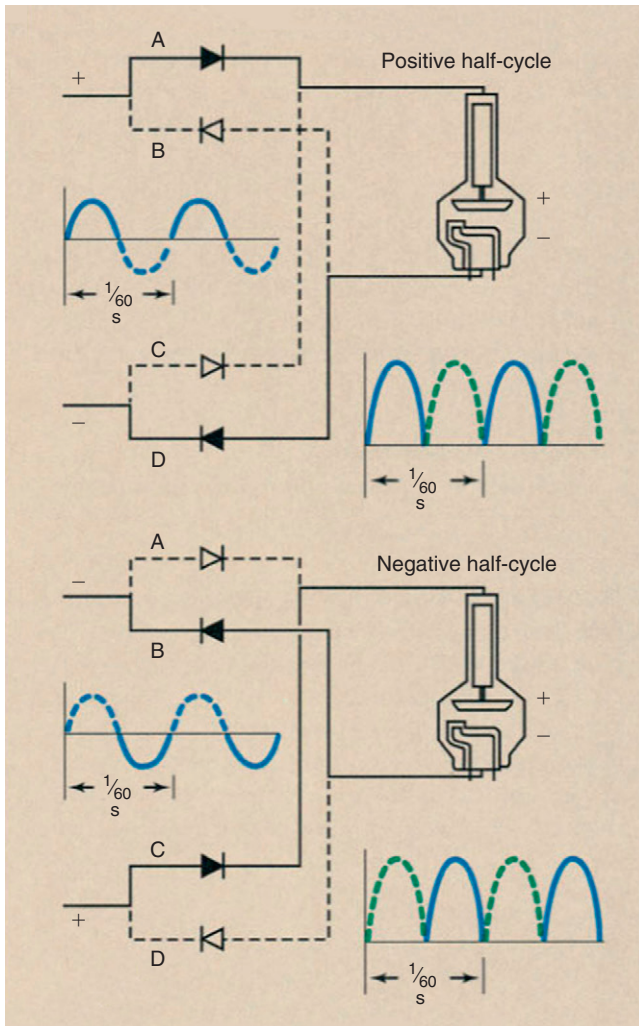 A
Positive half-cycle
+
B
+
−
1/60
s
C
−
D
1/60
s
A
Negative half-cycle
−
B
+
−
1/60
s
C
+
D
1/60
s